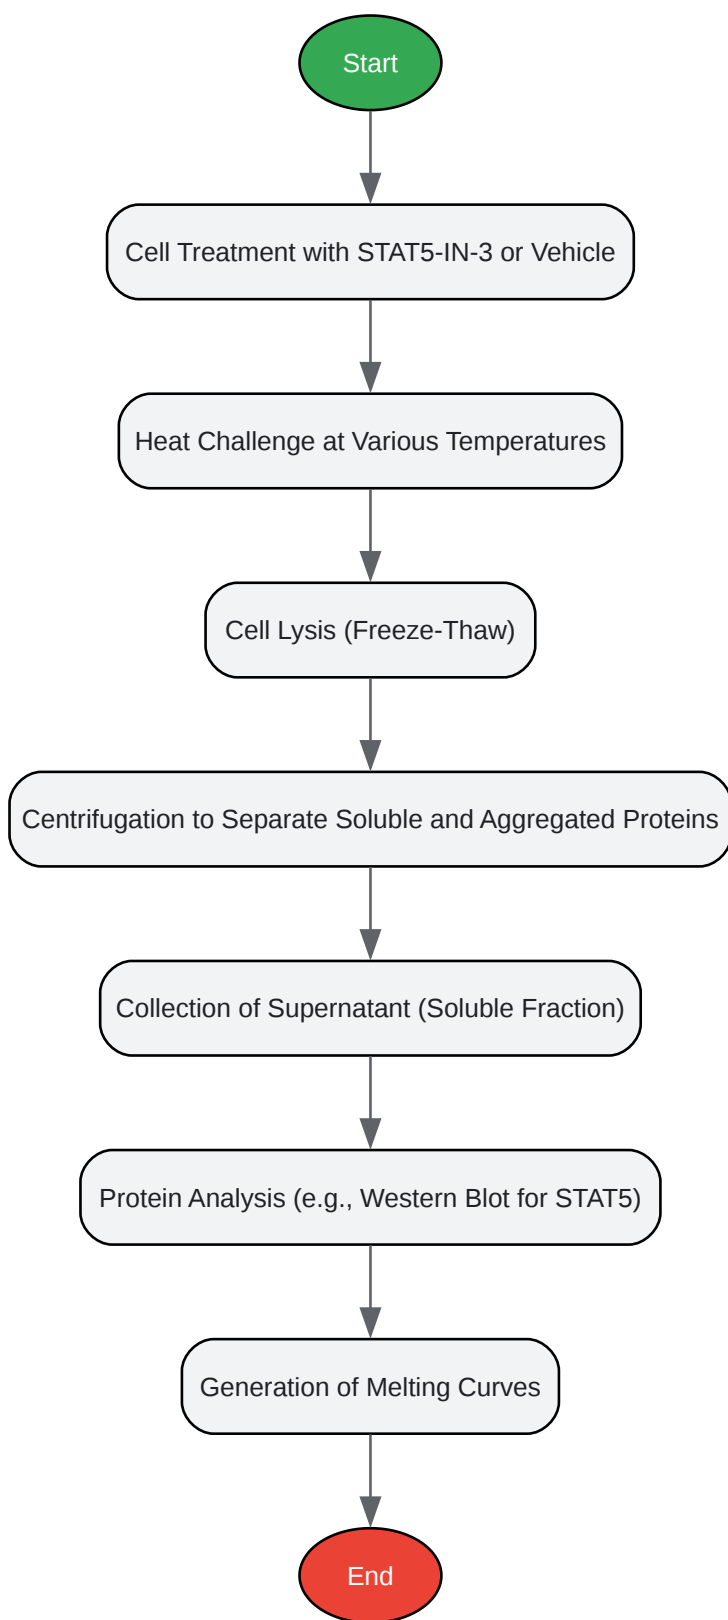 Start
Cell Treatment with STAT5-IN-3 or Vehicle
Heat Challenge at Various Temperatures
Cell Lysis (Freeze-Thaw)
Centrifugation to Separate Soluble and Aggregated Proteins
Collection of Supernatant (Soluble Fraction)
Protein Analysis (e.g., Western Blot for STAT5)
Generation of Melting Curves
End